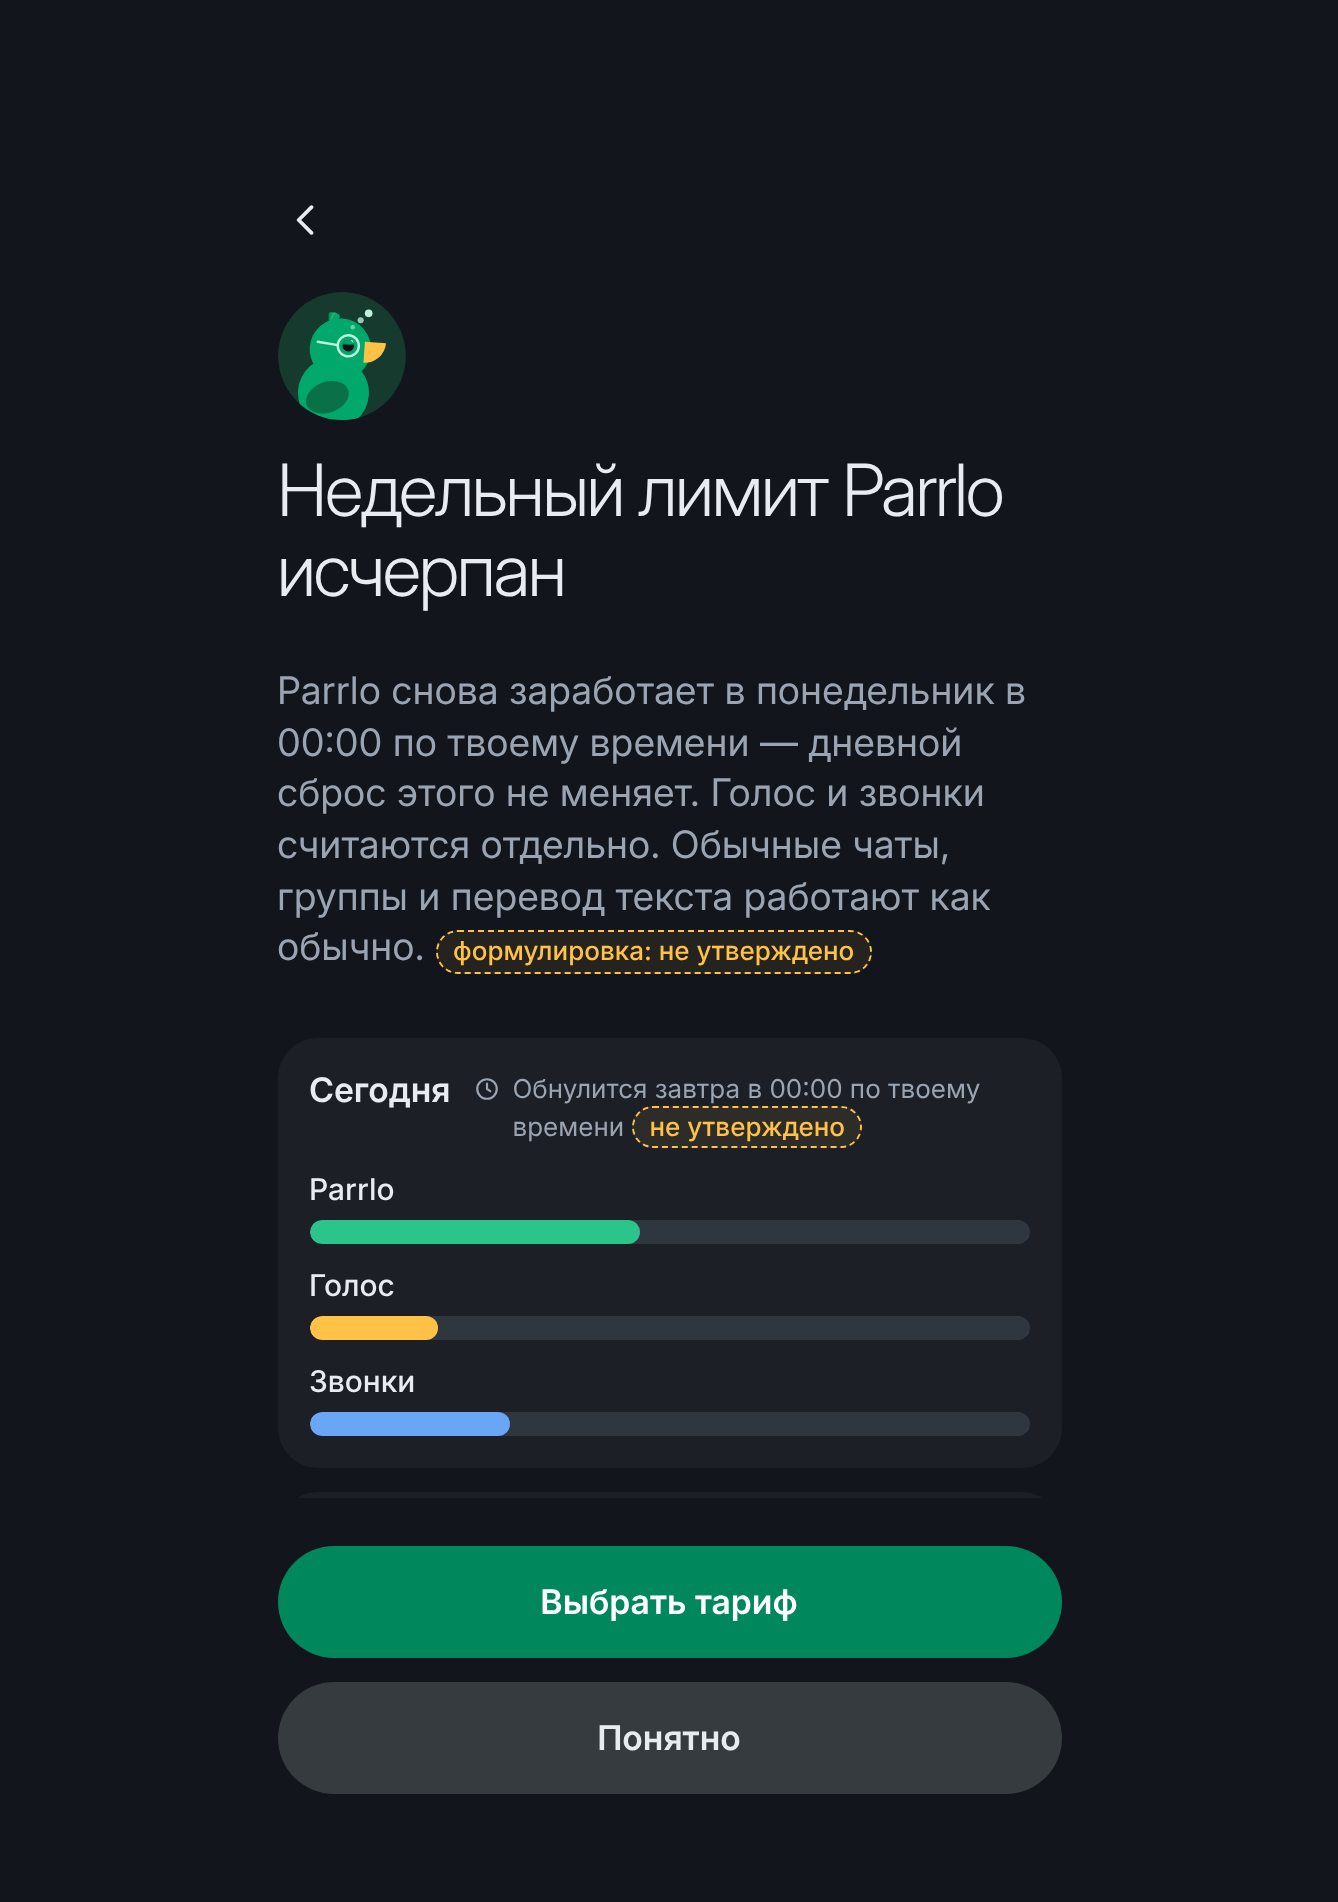 Недельный лимит Parrlo
исчерпан
Parrlo снова заработает в понедельник в
00:00 по твоему времени — дневной
сброс этого не меняет. Голос и звонки
считаются отдельно. Обычные чаты,
группы и перевод текста работают как
обычно. формулировка: не утверждено
Сегодня Обнулится завтра в 00:00 по твоему
времени не утверждено
Parrlo
Голос
Звонки
Выбрать тариф
Понятно